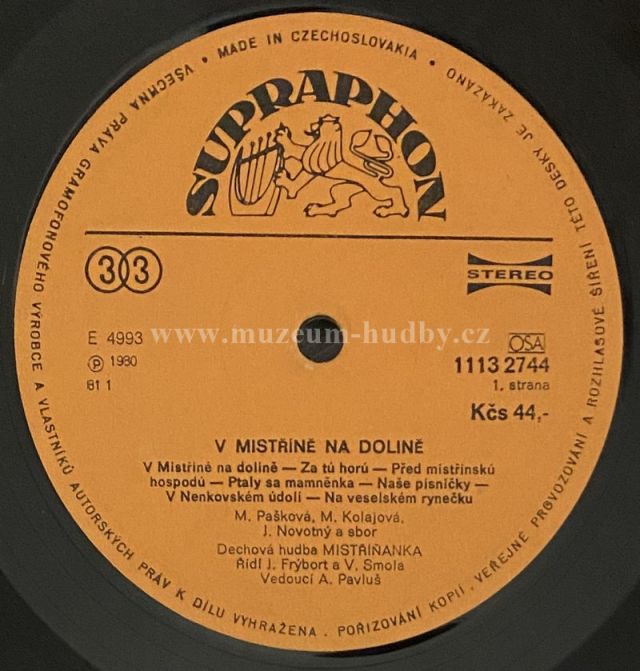 VŠECHNA PRÁVA GRAMOFONOVÉHO VÝROBCE A VLASTNÍKŮ AUTORSKÝCH PRÁV K DÍLU VYHRAŽENA. POŘIZOVÁNÍ KOPIÍ, VEŘEJNÉ PROVOZOVÁNÍ A ROZHLASOVÉ ŠÍŘENÍ TÉTO DESKY JE ZAKÁZÁNO
• MADE IN CZECHOSLOVAKIA •
SUPRAPHON
33
STEREO
E 4993
www.muzeum-hudby.cz
OSA
Ⓟ 1980
11132744
81 1
1. strana
Kčs 44,-
V MISTŘÍNĚ NA DOLINĚ
V Mistříně na dolině — Za tú horú — Před mistřínskú
hospodú — Ptaly sa mamněnka — Naše písničky —
V Nenkovském údolí — Na veselském rynečku
M. Pašková, M. Kolajová,
J. Novotný a sbor
Dechová hudba MISTŘÍŇANKA
Řídí J. Frýbort a V. Smola
Vedoucí A. Pavluš